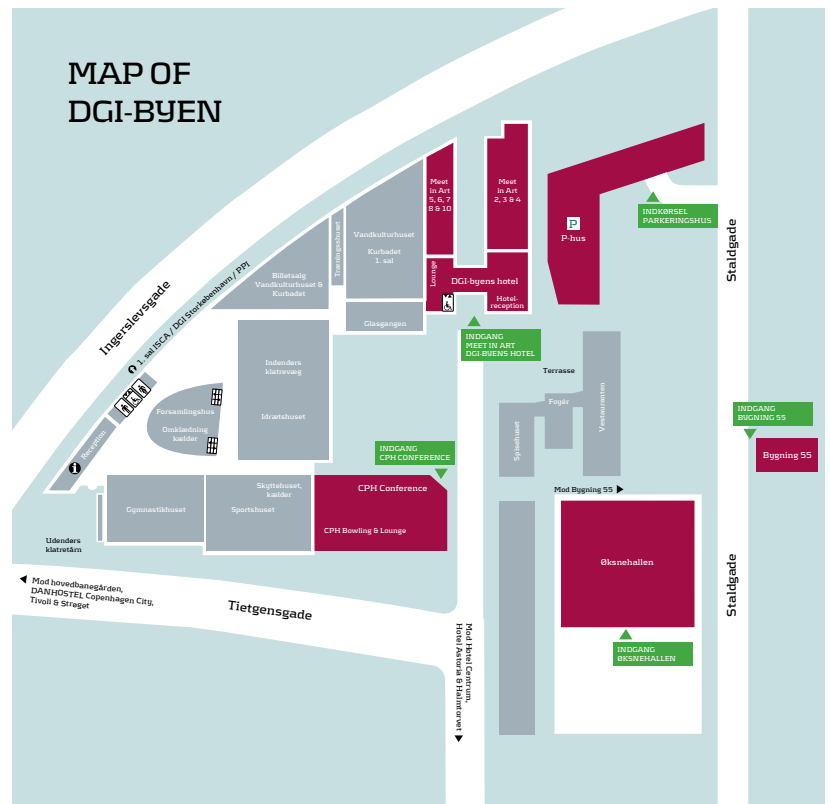 MAP OF
DGI-BYEN
Ingerslevsgade
1. sal ISCA / DGI Storkøbenhavn / PPI
Billetsalg
Vandkulturhuset &
Kurbadet
Træningsshuset
Vandkulturhuset
Kurbadet
1. sal
Glasgangen
Meet
in Art
5, 6, 7
8 & 10
Meet
in Art
2, 3 & 4
Lounge
DGI-byens hotel
Hotel-
reception
P
P-hus
INDKØRSEL
PARKERINGSHUS
Staldgade
INDGANG
MEET IN ART
DGI-BYENS HOTEL
Indendørs
klatrevæg
Idrætshuset
Forsamlingshus
Omklædning
kælder
Reception
i
Terrasse
Foyér
Spisehuset
Restauranten
INDGANG
BYGNING 55
Bygning 55
INDGANG
CPH CONFERENCE
CPH Conference
CPH Bowling & Lounge
Skyttehuset,
kælder
Sportshuset
Gymnastikhuset
Udendørs
klatretårn
Mod Bygning 55
Øksnehallen
INDGANG
ØKSNEHALLEN
Staldgade
Mod hovedbanegården,
DANHOSTEL Copenhagen City,
Tivoli & Strøget
Tietgensgade
Mod Hotel Centrum,
Hotel Astoria & Halmtorvet